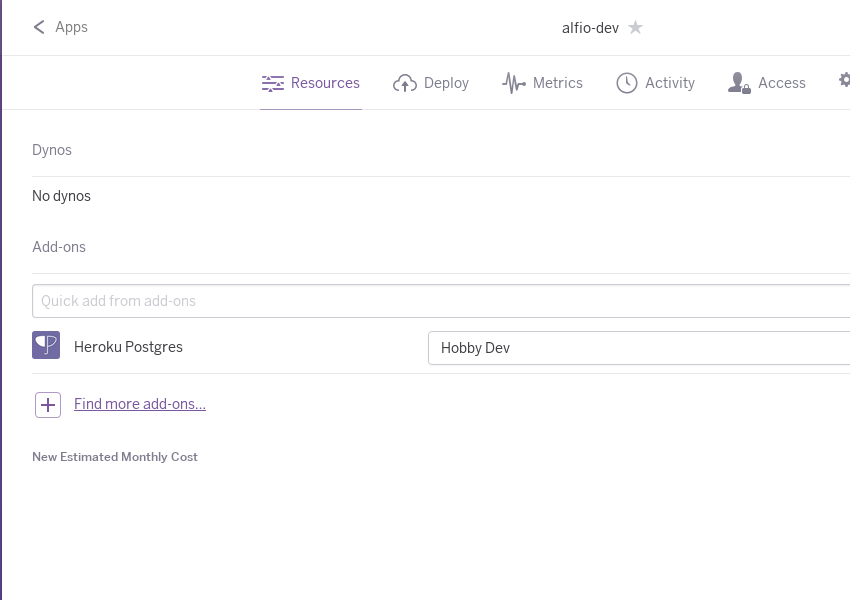 Apps
alfio-dev
Resources Deploy Metrics Activity Access
Dynos
No dynos
Add-ons
Quick add from add-ons
Heroku Postgres Hobby Dev
Find more add-ons...
New Estimated Monthly Cost